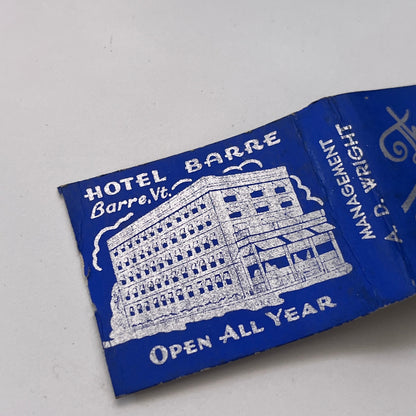 HOTEL BARRE
Barre, Vt.
OPEN ALL YEAR
MANAGEMENT
A. D. WRIGHT